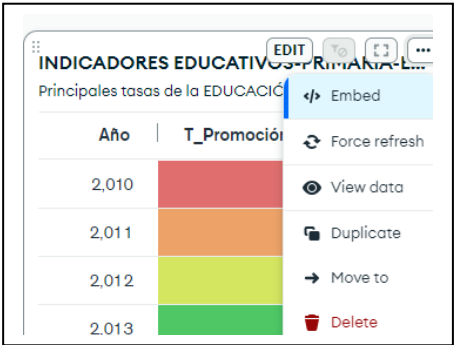 EDIT
INDICADORES EDUCATIVOS-PRIMARIA-E...
Principales tasas de la EDUCACIÓ
Embed
Año T_Promoción
Force refresh
2,010
View data
2,011
Duplicate
2,012
Move to
2,013
Delete